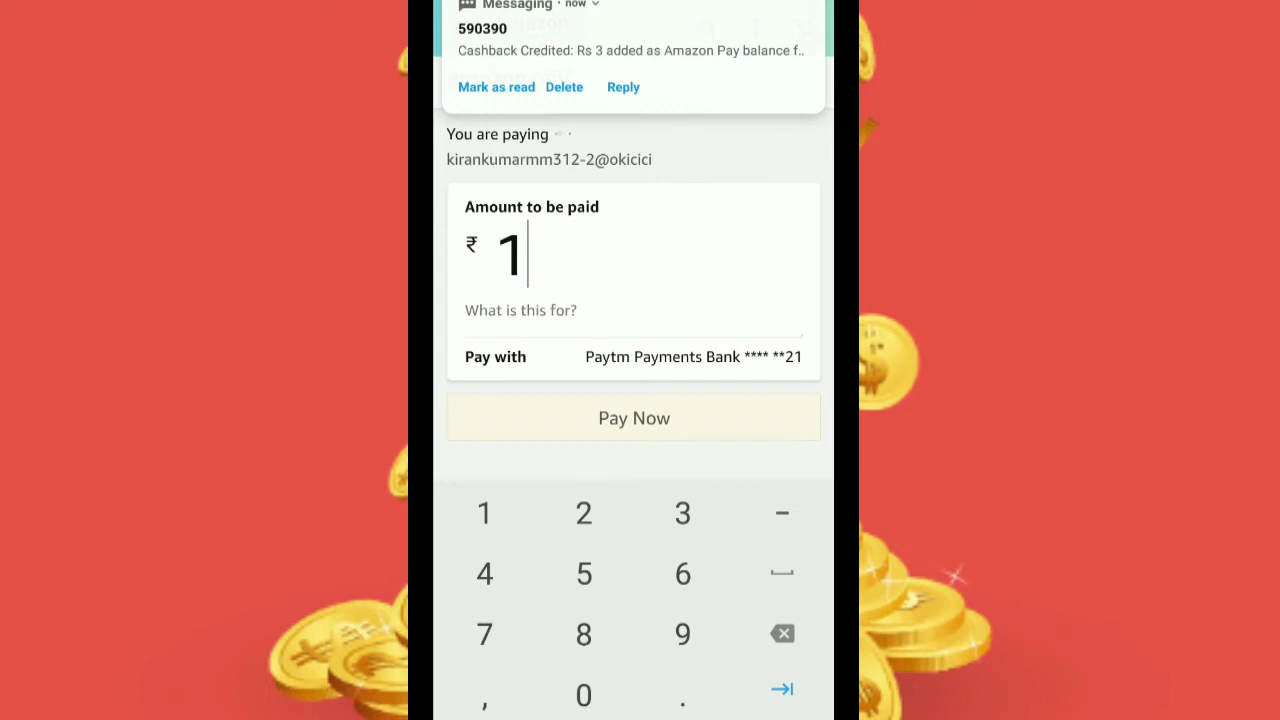 Messaging · now
590390
Cashback Credited: Rs 3 added as Amazon Pay balance f..
Mark as read Delete Reply
You are paying
kirankumarmm312-2@okicici
Amount to be paid
₹ 1
What is this for?
Pay with Paytm Payments Bank **** **21
Pay Now
1 2 3 -
4 5 6
7 8 9
, 0 .